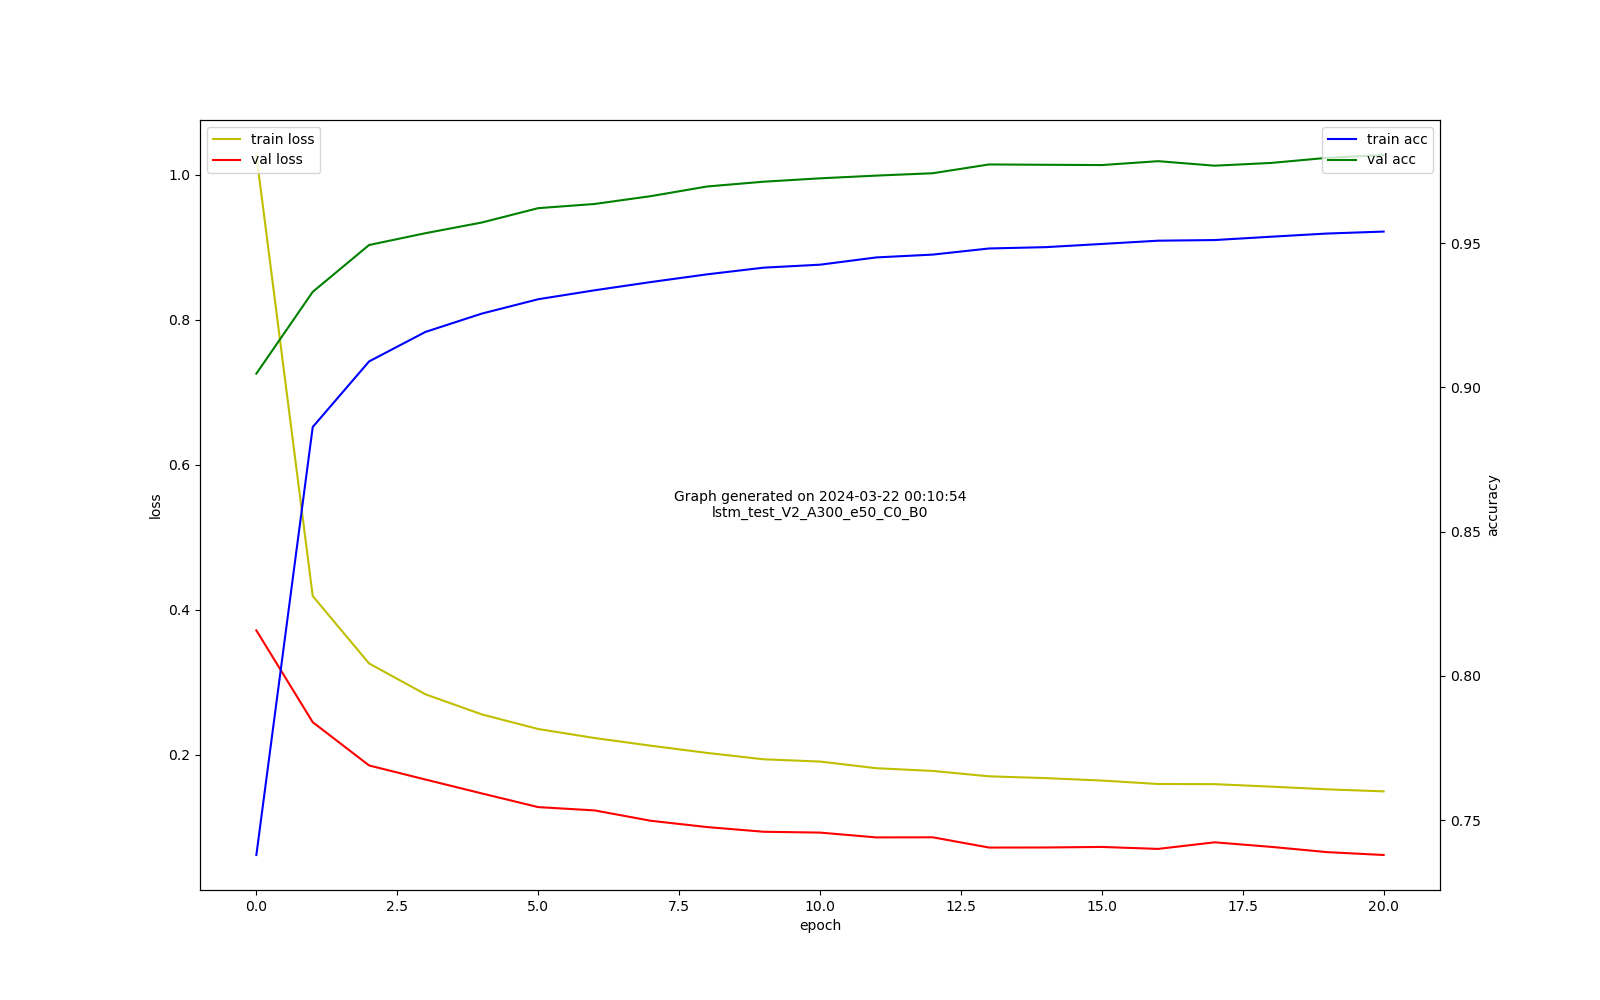 train loss
val loss
train acc
val acc
1.0
0.8
0.6
0.4
0.2
loss
Graph generated on 2024-03-22 00:10:54
lstm_test_V2_A300_e50_C0_B0
0.95
0.90
0.85
0.80
0.75
accuracy
0.0 2.5 5.0 7.5 10.0 12.5 15.0 17.5 20.0
epoch